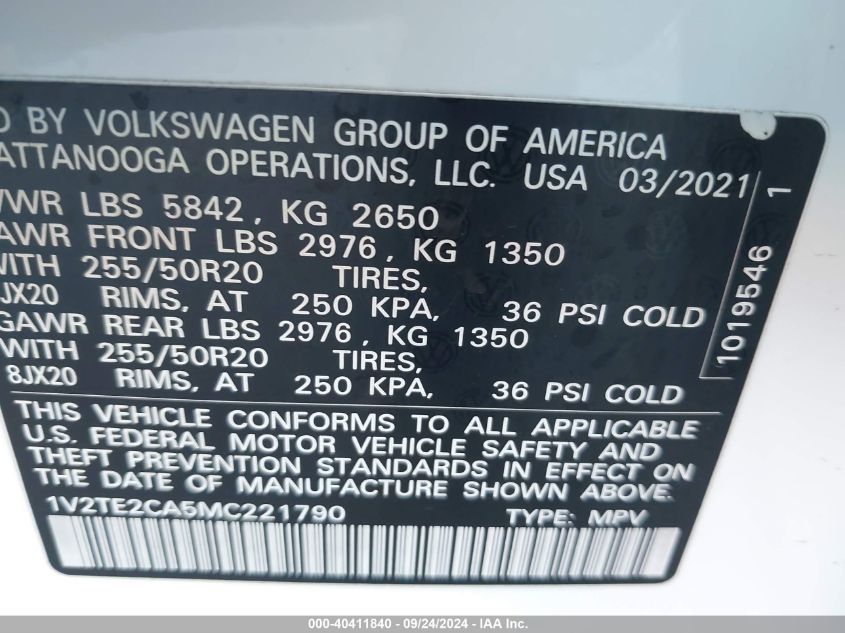 D BY VOLKSWAGEN GROUP OF AMERICA
ATTANOOGA OPERATIONS, LLC. USA 03/2021
VWR LBS 5842, KG 2650
AWR FRONT LBS 2976, KG 1350
WITH 255/50R20 TIRES,
JX20 RIMS, AT 250 KPA, 36 PSI COLD
GAWR REAR LBS 2976, KG 1350
WITH 255/50R20 TIRES,
8JX20 RIMS, AT 250 KPA, 36 PSI COLD
THIS VEHICLE CONFORMS TO ALL APPLICABLE
U.S. FEDERAL MOTOR VEHICLE SAFETY AND
THEFT PREVENTION STANDARDS IN EFFECT ON
THE DATE OF MANUFACTURE SHOWN ABOVE.
1V2TE2CA5MC221790 TYPE: MPV
1019546 1
000-40411840 - 09/24/2024 - IAA Inc.